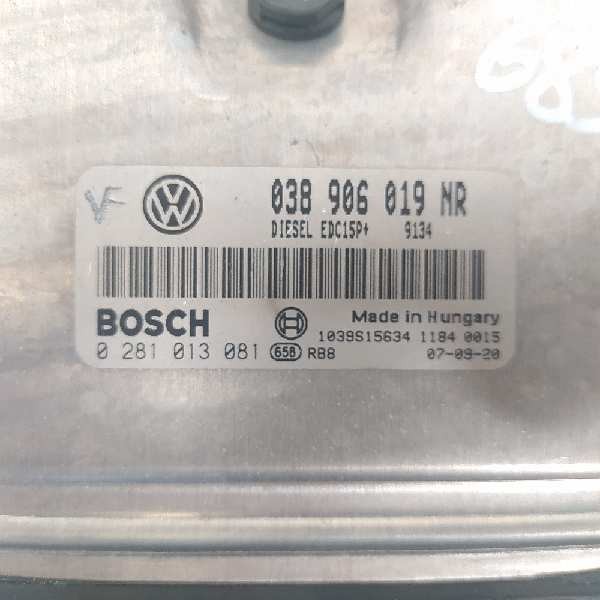 VF VW 038 906 019 NR
DIESEL EDC15P+ 9134
BOSCH Made in Hungary
1039S15634 1184 0015
0 281 013 081 658 RB8 07-09-20